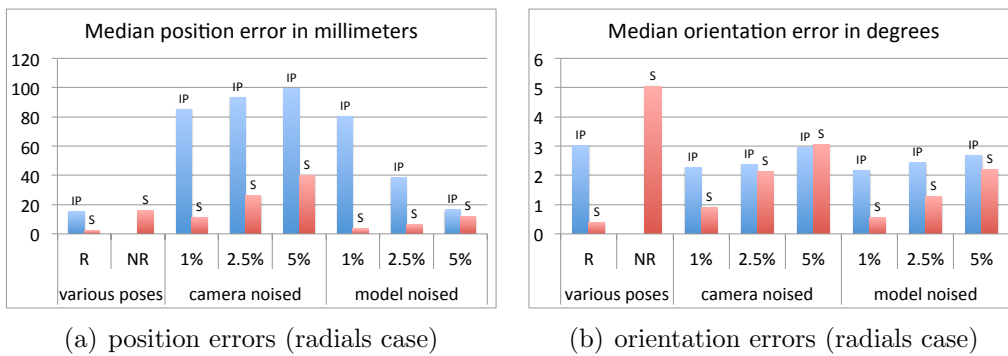 Median position error in millimeters
120
100
80
60
40
20
0
IP
S
S
IP
S
IP
S
IP
S
IP
S
IP
S
IP
S
R NR 1% 2.5% 5% 1% 2.5% 5%
various poses camera noised model noised
(a) position errors (radials case)
Median orientation error in degrees
6
5
4
3
2
1
0
IP
S
S
IP
S
IP
S
IP
S
IP
S
IP
S
IP
S
R NR 1% 2.5% 5% 1% 2.5% 5%
various poses camera noised model noised
(b) orientation errors (radials case)